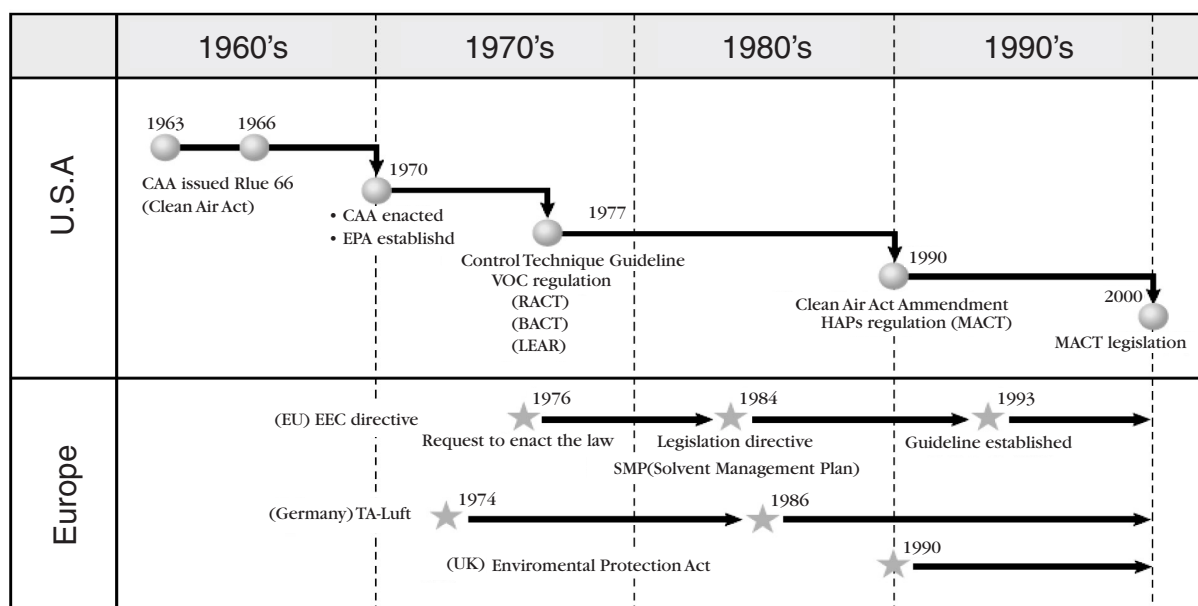 1960's 1970's 1980's 1990's
U.S.A
1963 1966
CAA issued Rlue 66
(Clean Air Act)
1970
• CAA enacted
• EPA establishd
1977
Control Technique Guideline
VOC regulation
(RACT)
(BACT)
(LEAR)
1990
Clean Air Act Ammendment
HAPs regulation (MACT)
2000
MACT legislation
Europe
(EU) EEC directive
1976
Request to enact the law
1984
Legislation directive
SMP(Solvent Management Plan)
1993
Guideline established
(Germany) TA-Luft
1974
1986
(UK) Enviromental Protection Act
1990